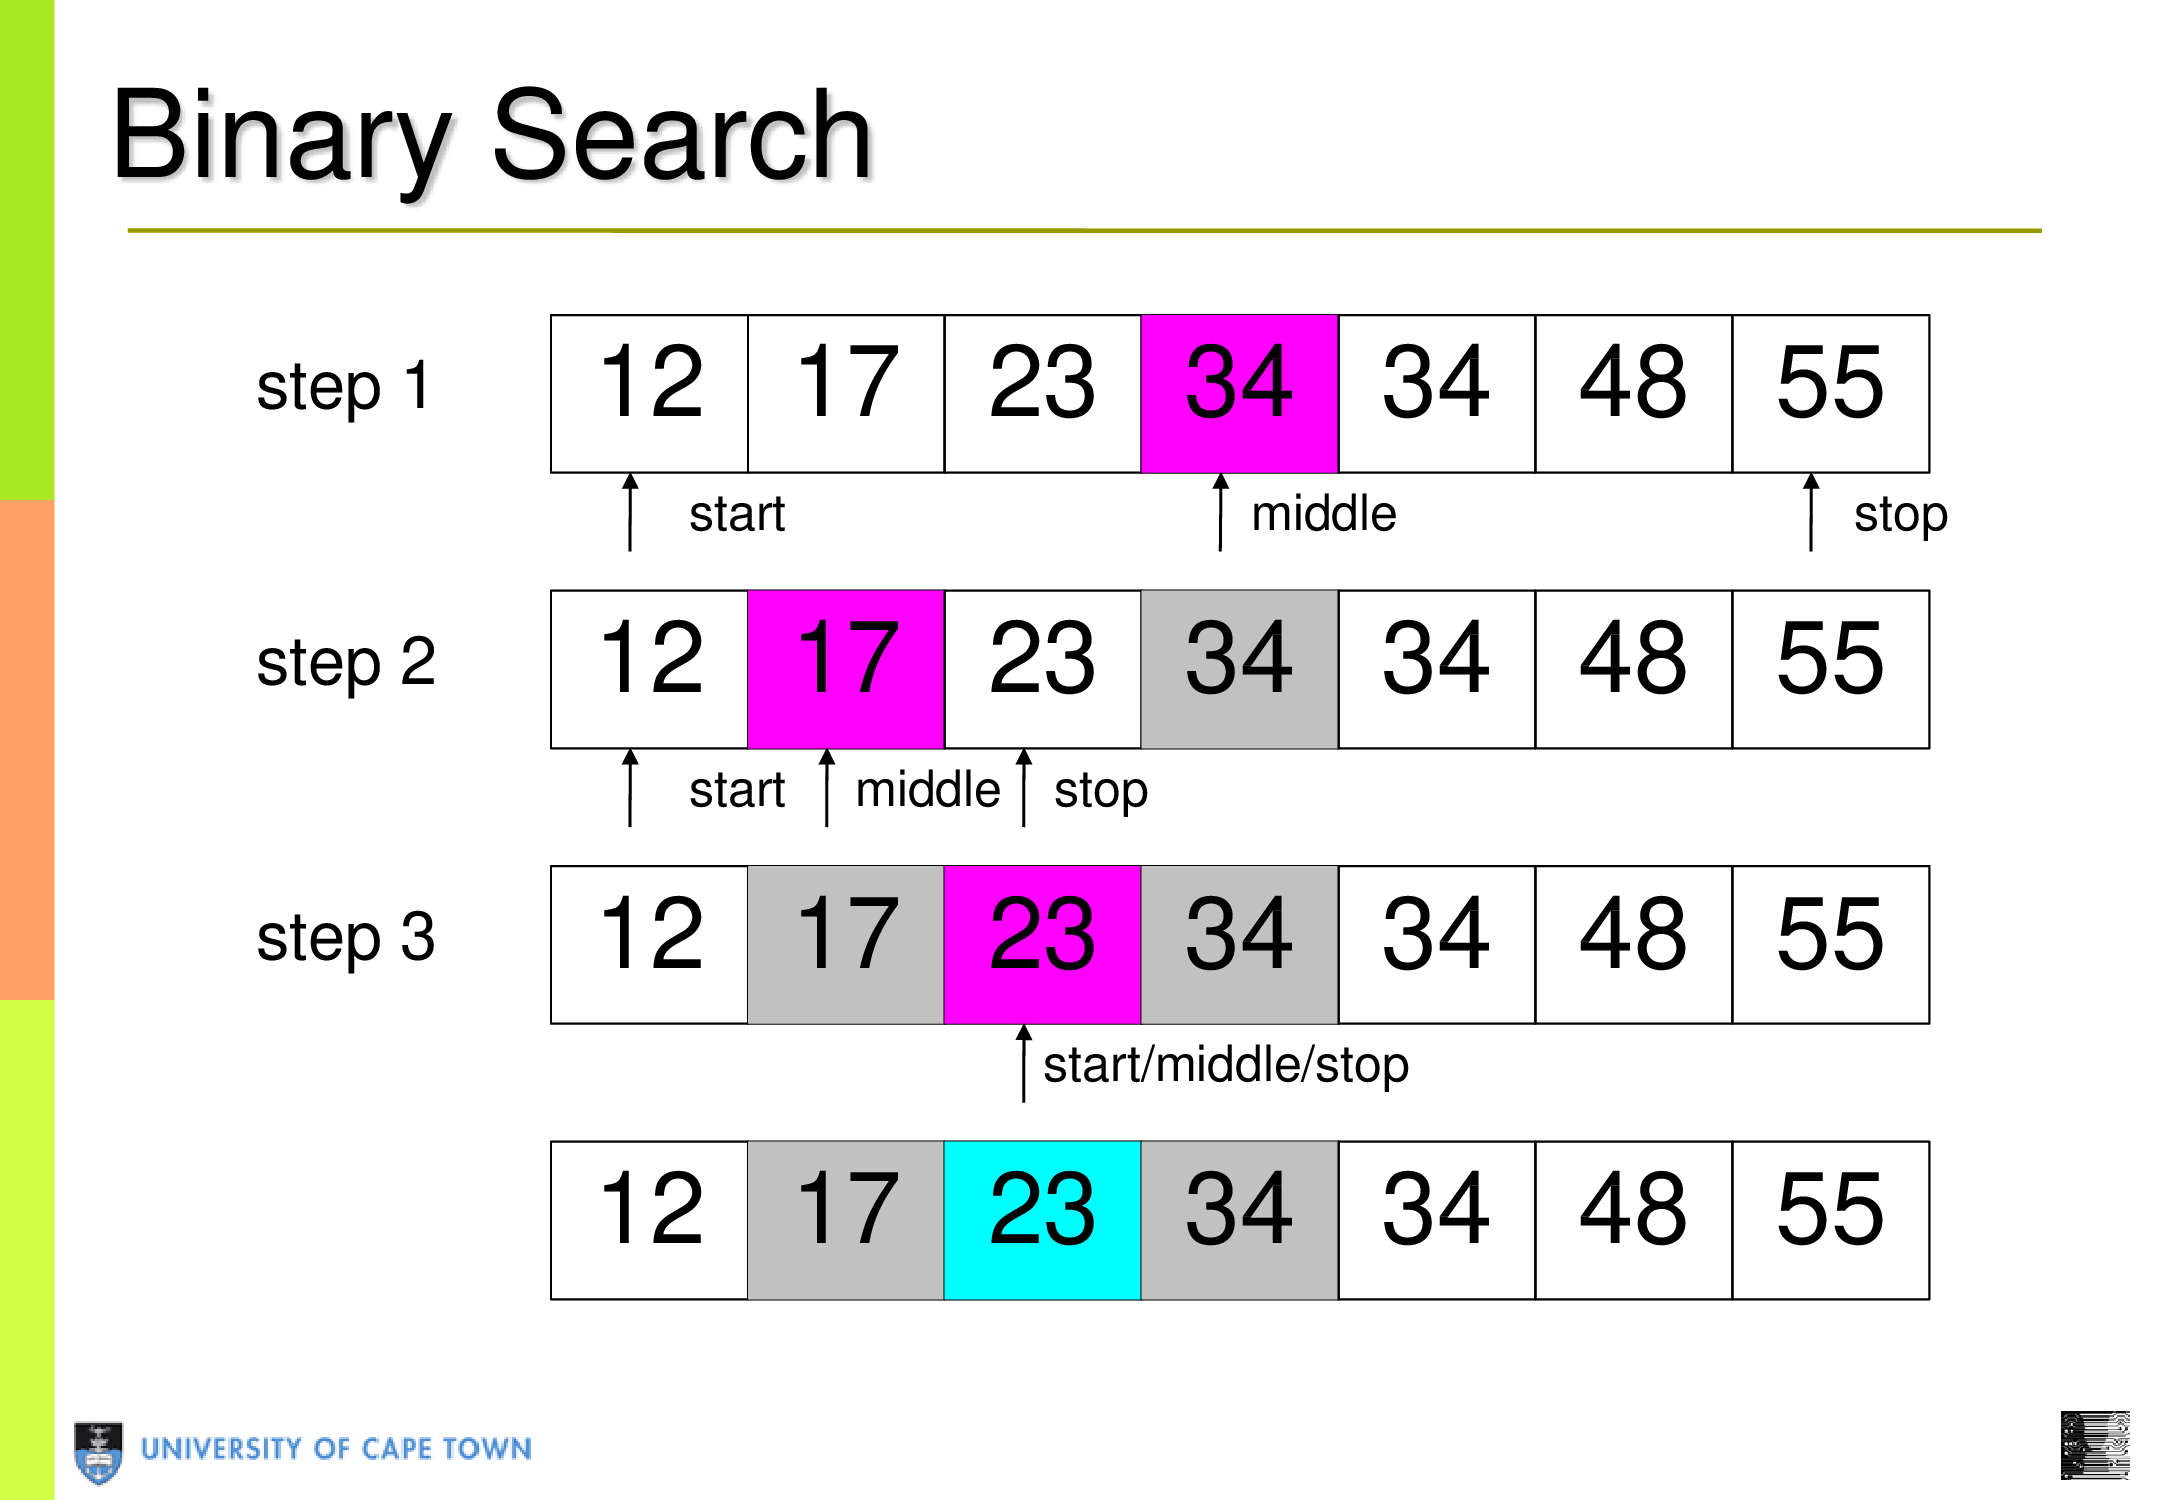 Binary Search
step 1 12 17 23 34 34 48 55
start middle stop
step 2 12 17 23 34 34 48 55
start middle stop
step 3 12 17 23 34 34 48 55
start/middle/stop
12 17 23 34 34 48 55
UNIVERSITY OF CAPE TOWN